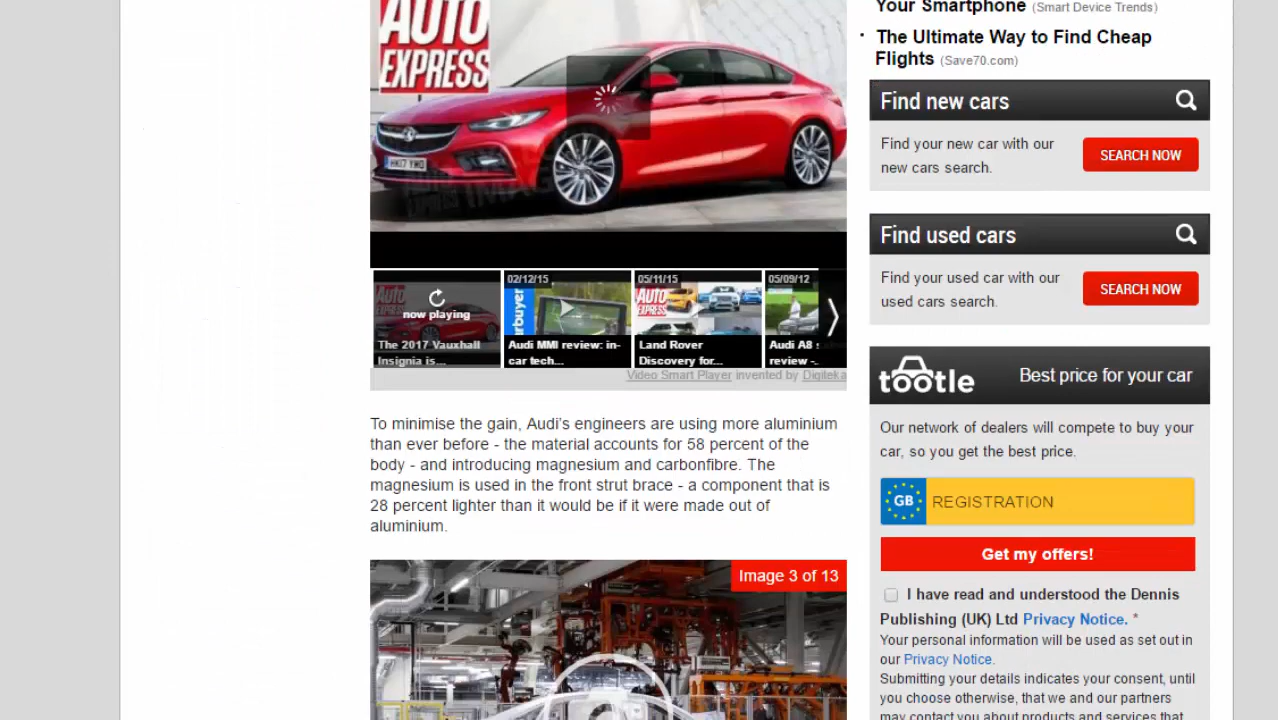 Your Smartphone (Smart Device Trends)
The Ultimate Way to Find Cheap
Flights (Save70.com)
AUTO
EXPRESS
HK17 YWO
Find new cars
Find your new car with our
new cars search.
SEARCH NOW
Find used cars
Find your used car with our
used cars search.
SEARCH NOW
now playing
The 2017 Vauxhall
Insignia is...
02/12/15
Audi MMI review: in-
car tech...
05/11/15
AUTO
EXPRESS
Land Rover
Discovery for...
05/09/12
Audi A8
review -..
Video Smart Player invented by Digiteka
tootle
Best price for your car
Our network of dealers will compete to buy your
car, so you get the best price.
GB REGISTRATION
Get my offers!
I have read and understood the Dennis
Publishing (UK) Ltd Privacy Notice. *
Your personal information will be used as set out in
our Privacy Notice.
Submitting your details indicates your consent, until
you choose otherwise, that we and our partners
may contact you about products and services that
To minimise the gain, Audi’s engineers are using more aluminium
than ever before - the material accounts for 58 percent of the
body - and introducing magnesium and carbonfibre. The
magnesium is used in the front strut brace - a component that is
28 percent lighter than it would be if it were made out of
aluminium.
Image 3 of 13